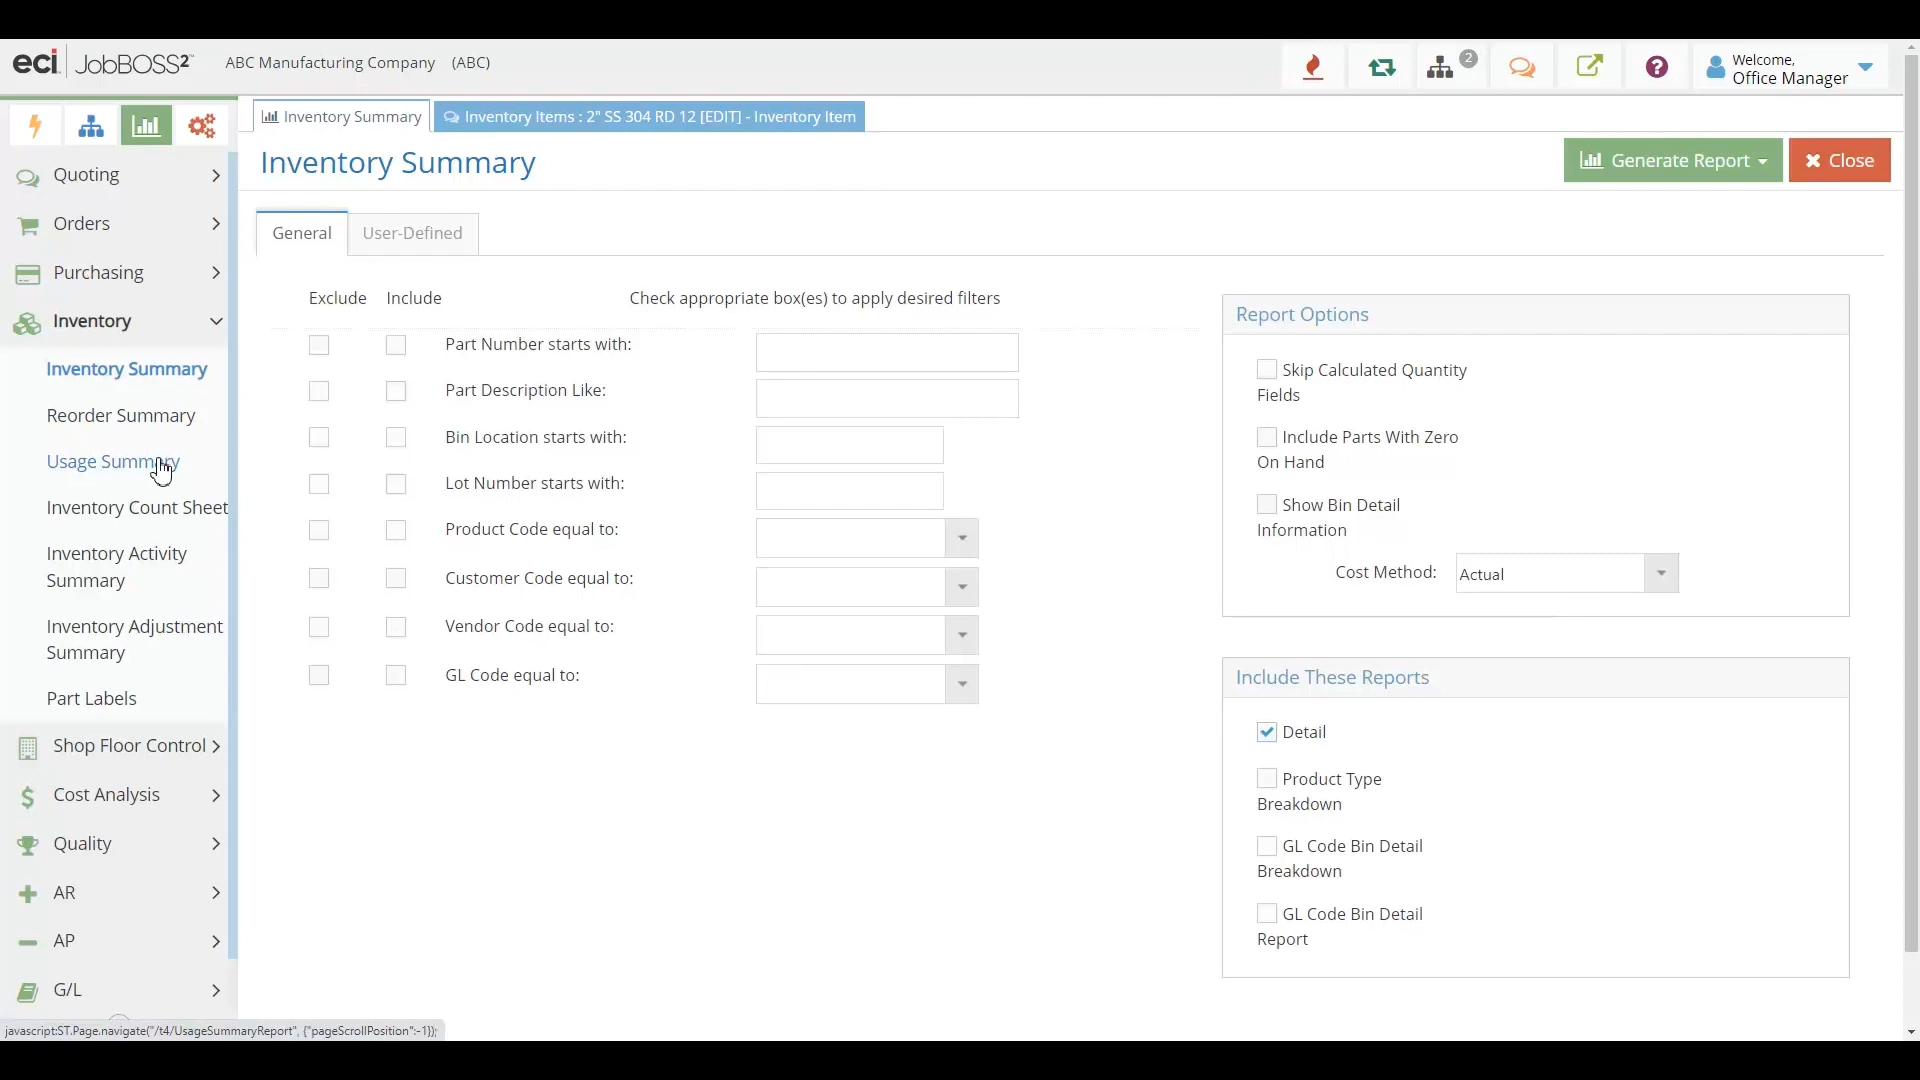 eci JobBOSS²™ ABC Manufacturing Company (ABC)
2
Welcome,
Office Manager
Inventory Summary
Inventory Items : 2" SS 304 RD 12 [EDIT] - Inventory Item
Inventory Summary
Generate Report
Close
General
User-Defined
Quoting
Orders
Purchasing
Inventory
Inventory Summary
Reorder Summary
Usage Summary
Inventory Count Sheet
Inventory Activity
Summary
Inventory Adjustment
Summary
Part Labels
Shop Floor Control
Cost Analysis
Quality
AR
AP
G/L
Exclude Include Check appropriate box(es) to apply desired filters
Part Number starts with:
Part Description Like:
Bin Location starts with:
Lot Number starts with:
Product Code equal to:
Customer Code equal to:
Vendor Code equal to:
GL Code equal to:
Report Options
Skip Calculated Quantity
Fields
Include Parts With Zero
On Hand
Show Bin Detail
Information
Cost Method: Actual
Include These Reports
Detail
Product Type
Breakdown
GL Code Bin Detail
Breakdown
GL Code Bin Detail
Report
javascript:ST.Page.navigate("/t4/UsageSummaryReport", {"pageScrollPosition":-1});